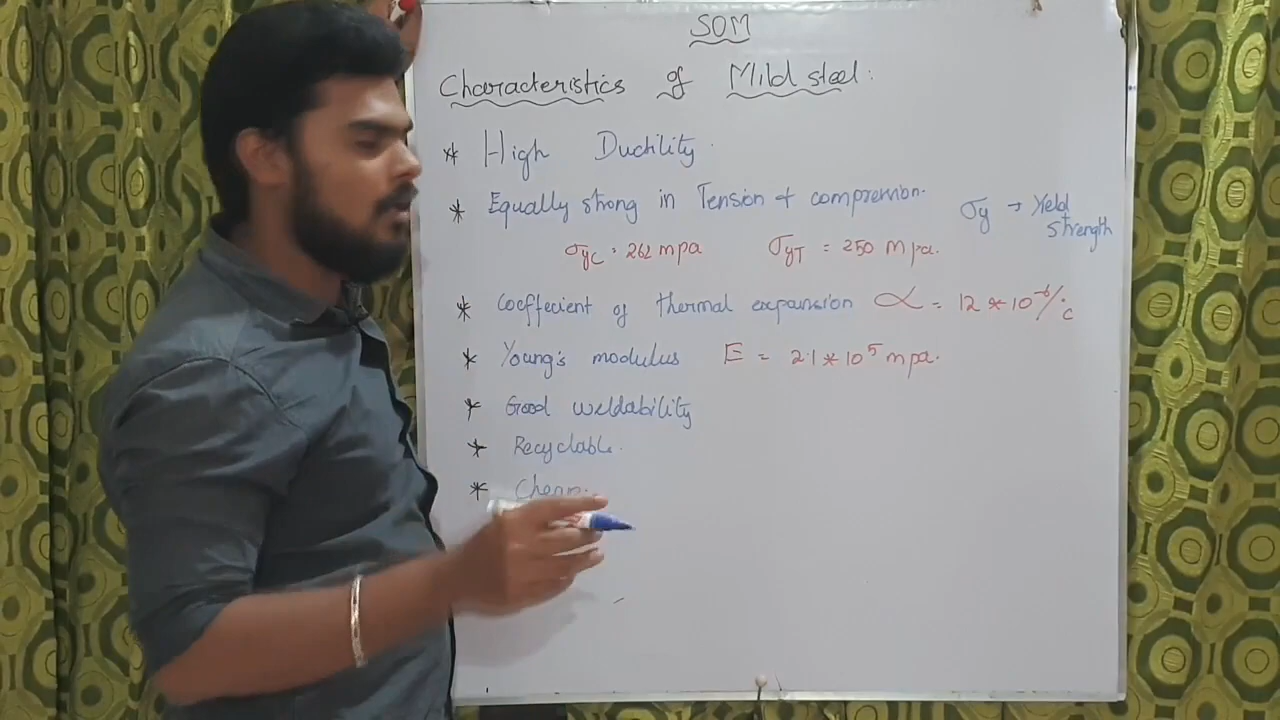 SOM
Characteristics of Mild steel:
* High Ductility.
* Equally strong in Tension & compression.
σy → Yield strength
σyc = 262 mpa σyT = 250 mpa.
* Coeffecient of thermal expansion α = 12 * 10⁻⁶/°c
* Young's modulus E = 2.1 * 10⁵ mpa.
* Good weldability
* Recyclable.
* Cheap.